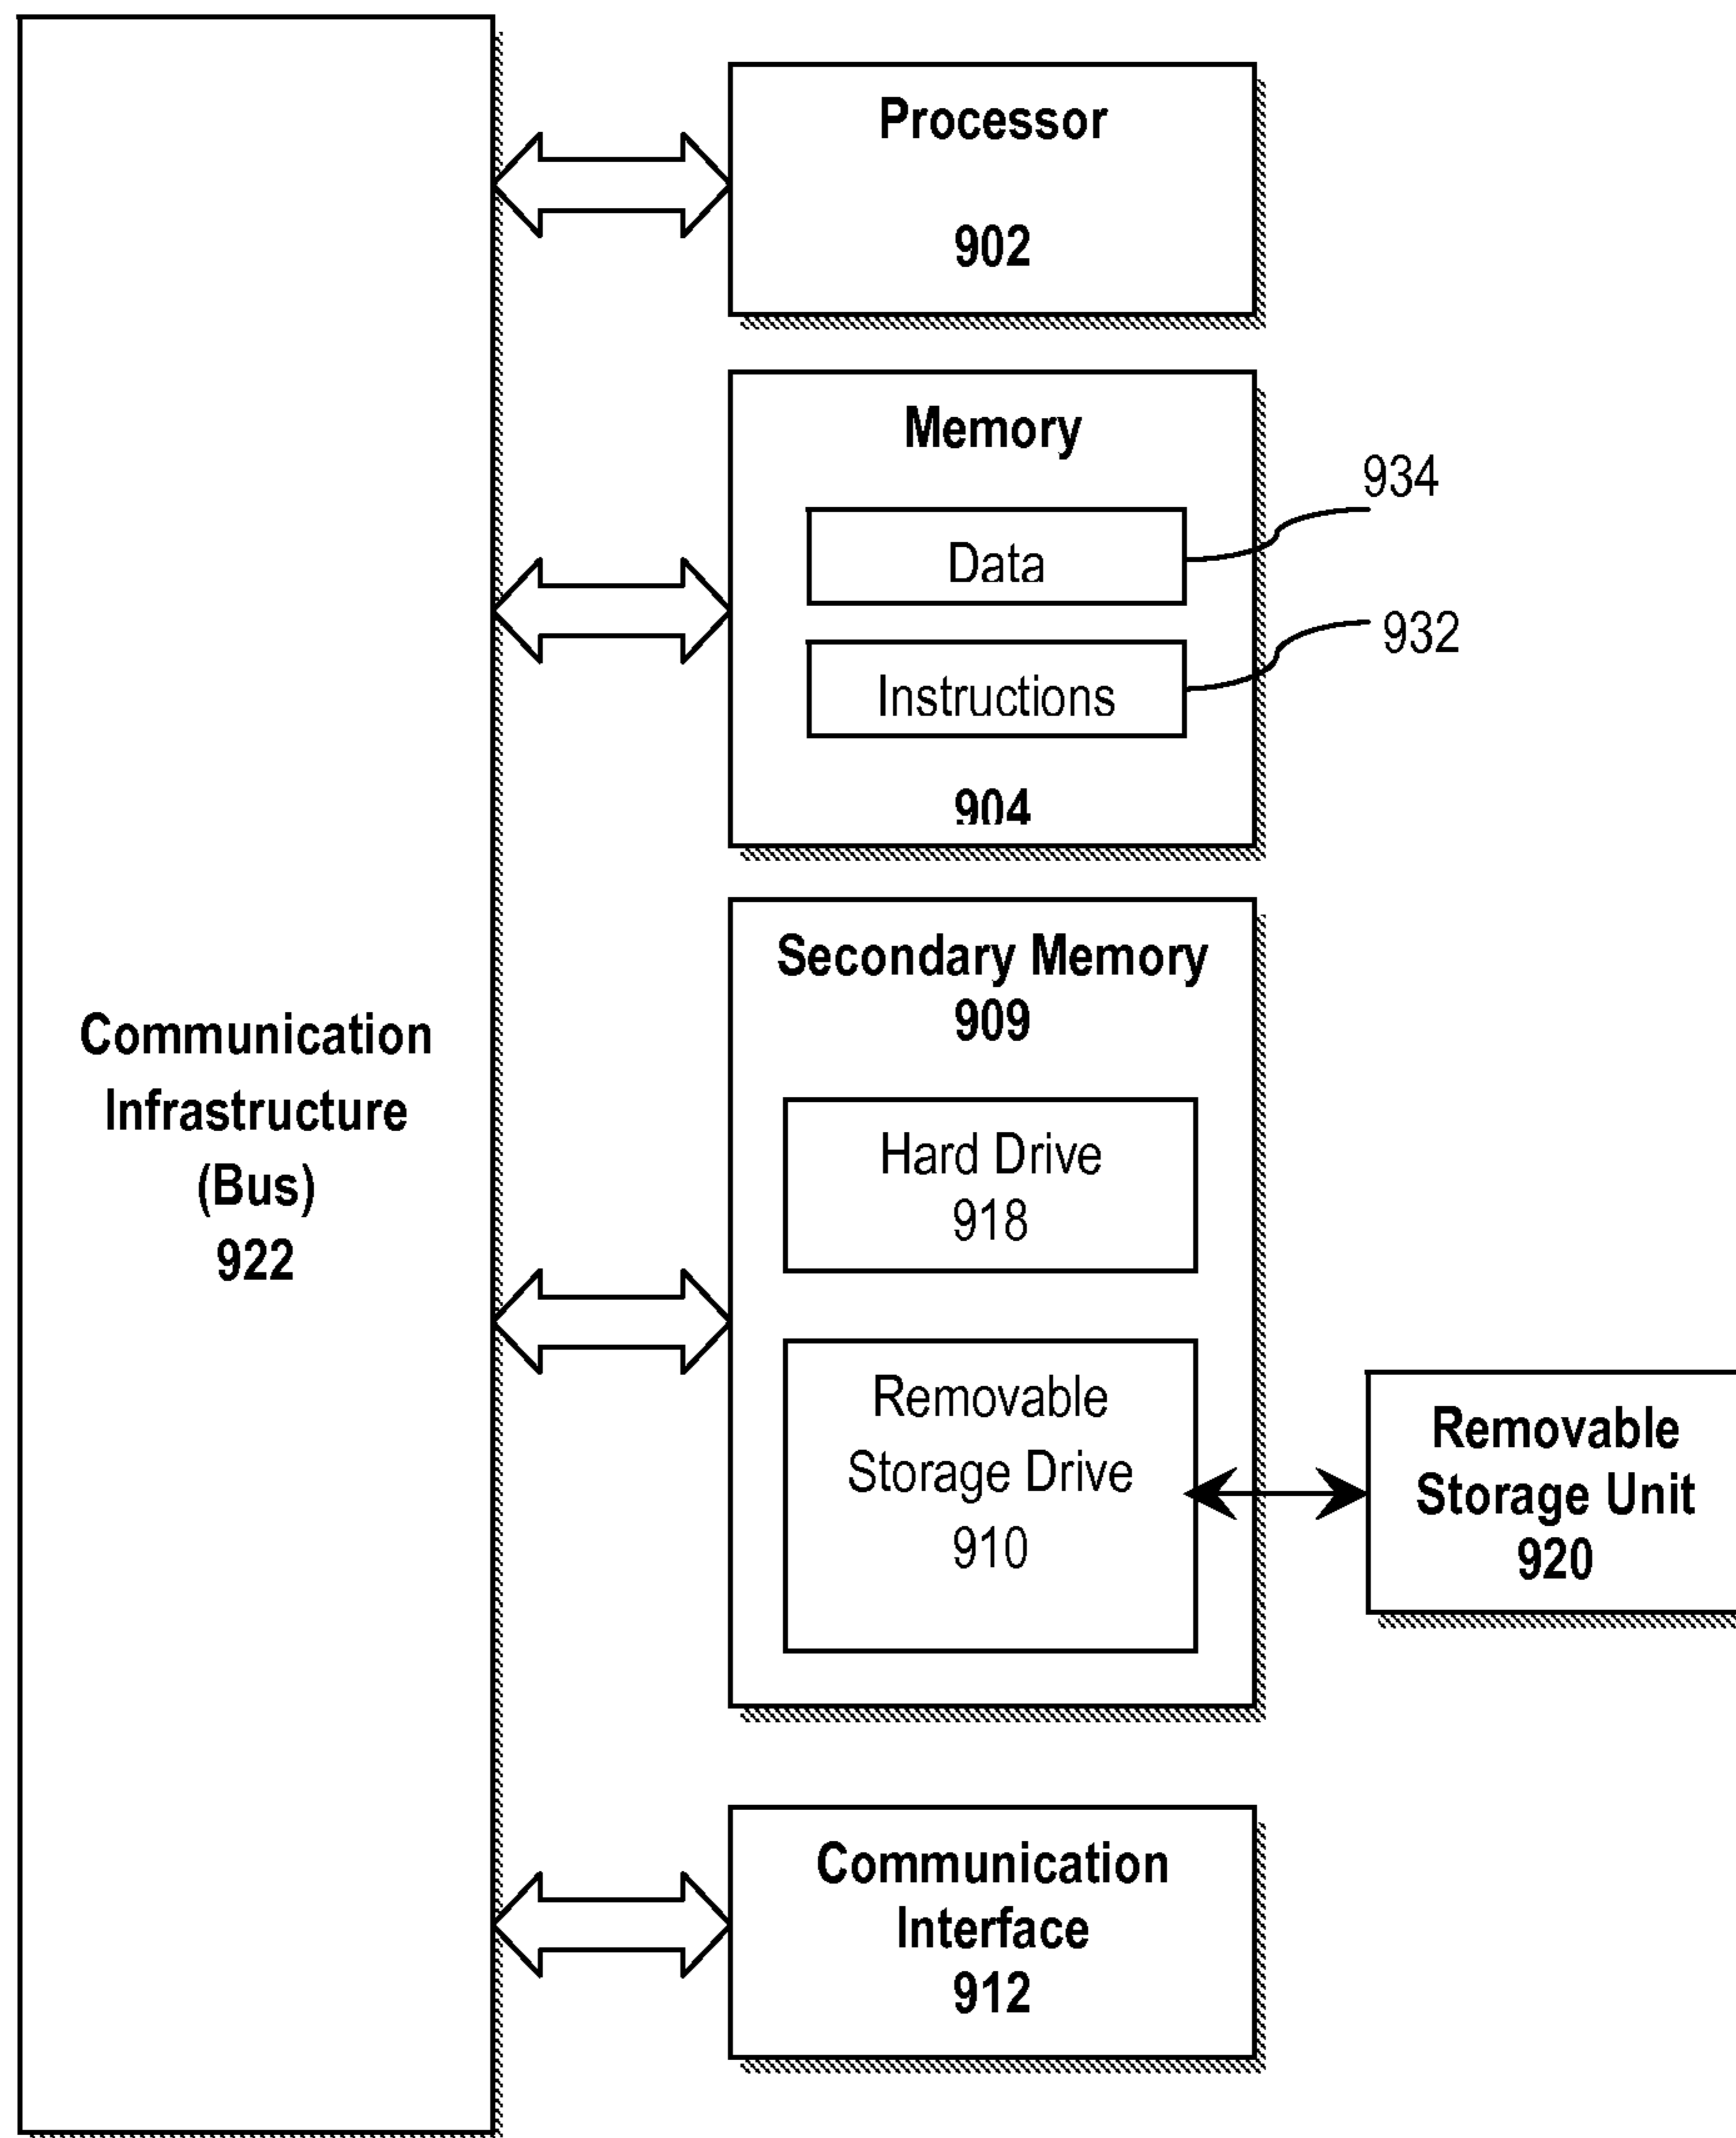 Processor
902
Memory
934
Data
932
Instructions
904
Secondary Memory
909
Communication
Infrastructure
(Bus)
922
Hard Drive
918
Removable
Storage Drive
910
Removable
Storage Unit
920
Communication
Interface
912